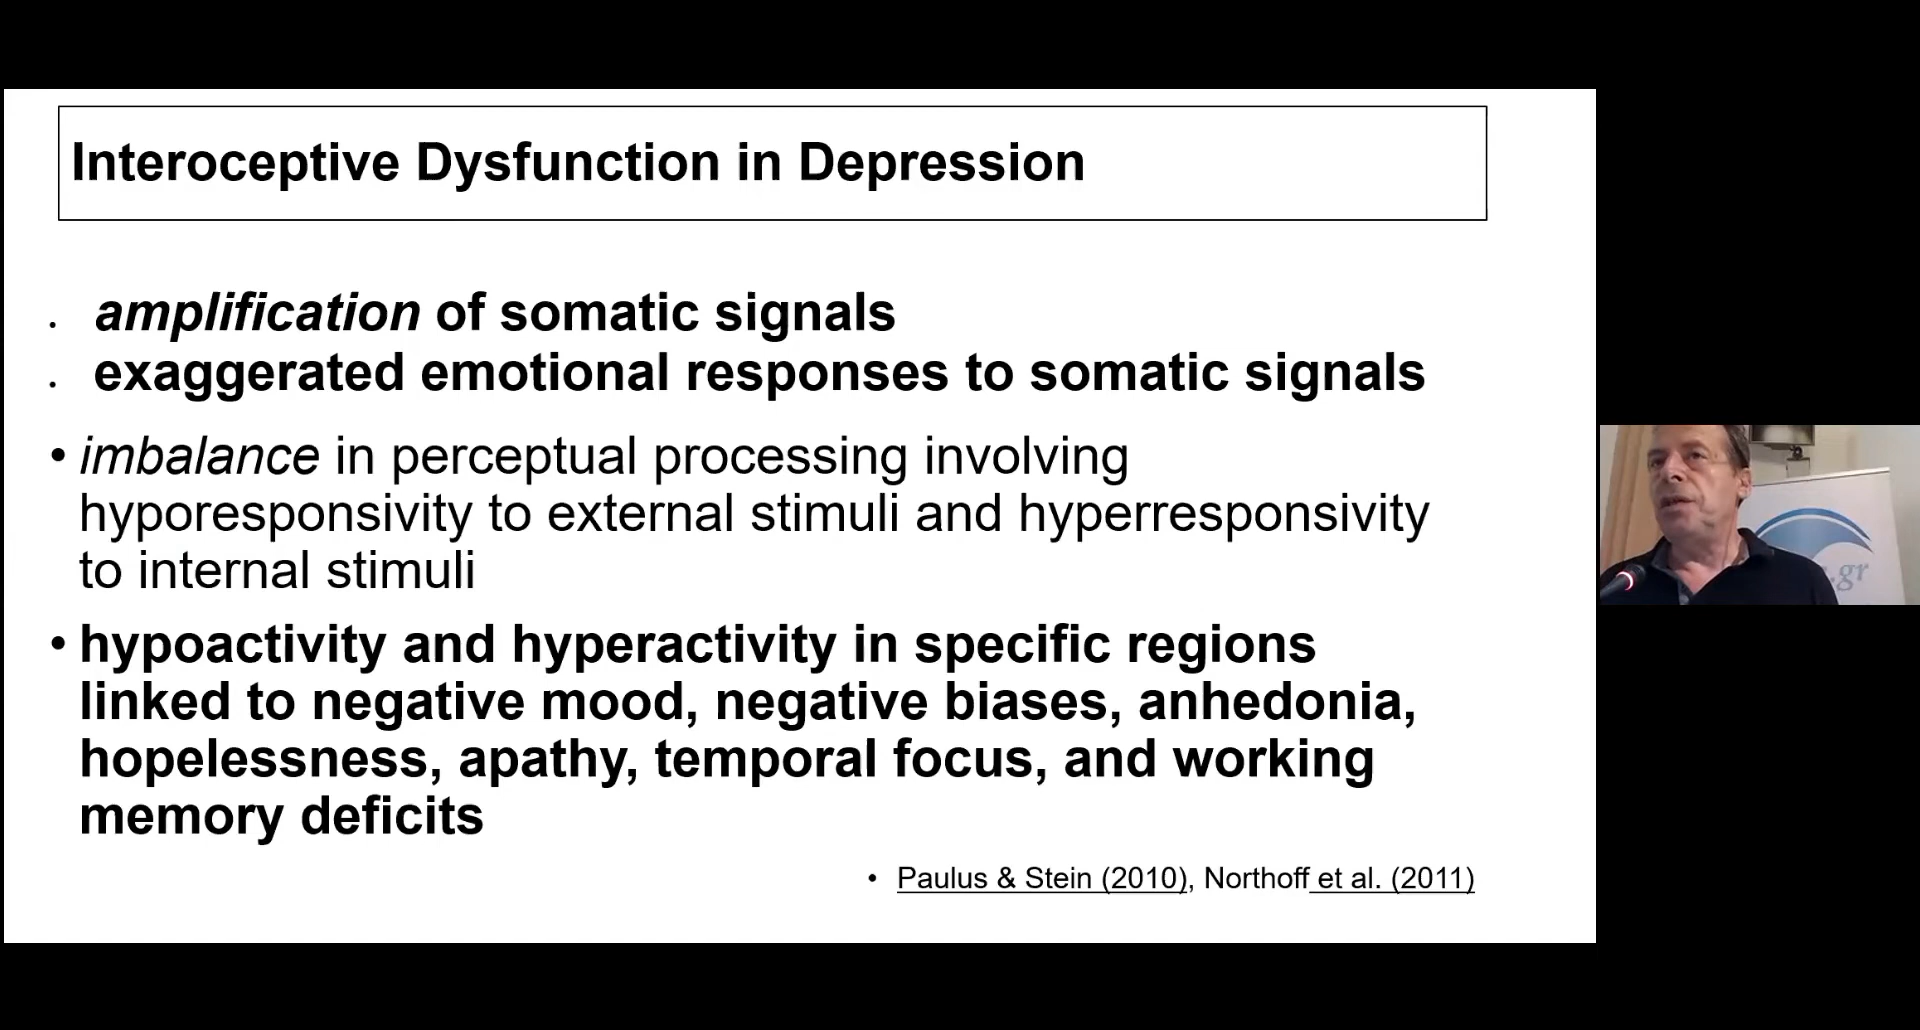 Interoceptive Dysfunction in Depression
• amplification of somatic signals
• exaggerated emotional responses to somatic signals
• imbalance in perceptual processing involving
hyporesponsivity to external stimuli and hyperresponsivity
to internal stimuli
• hypoactivity and hyperactivity in specific regions
linked to negative mood, negative biases, anhedonia,
hopelessness, apathy, temporal focus, and working
memory deficits
• Paulus & Stein (2010), Northoff et al. (2011)
.gr